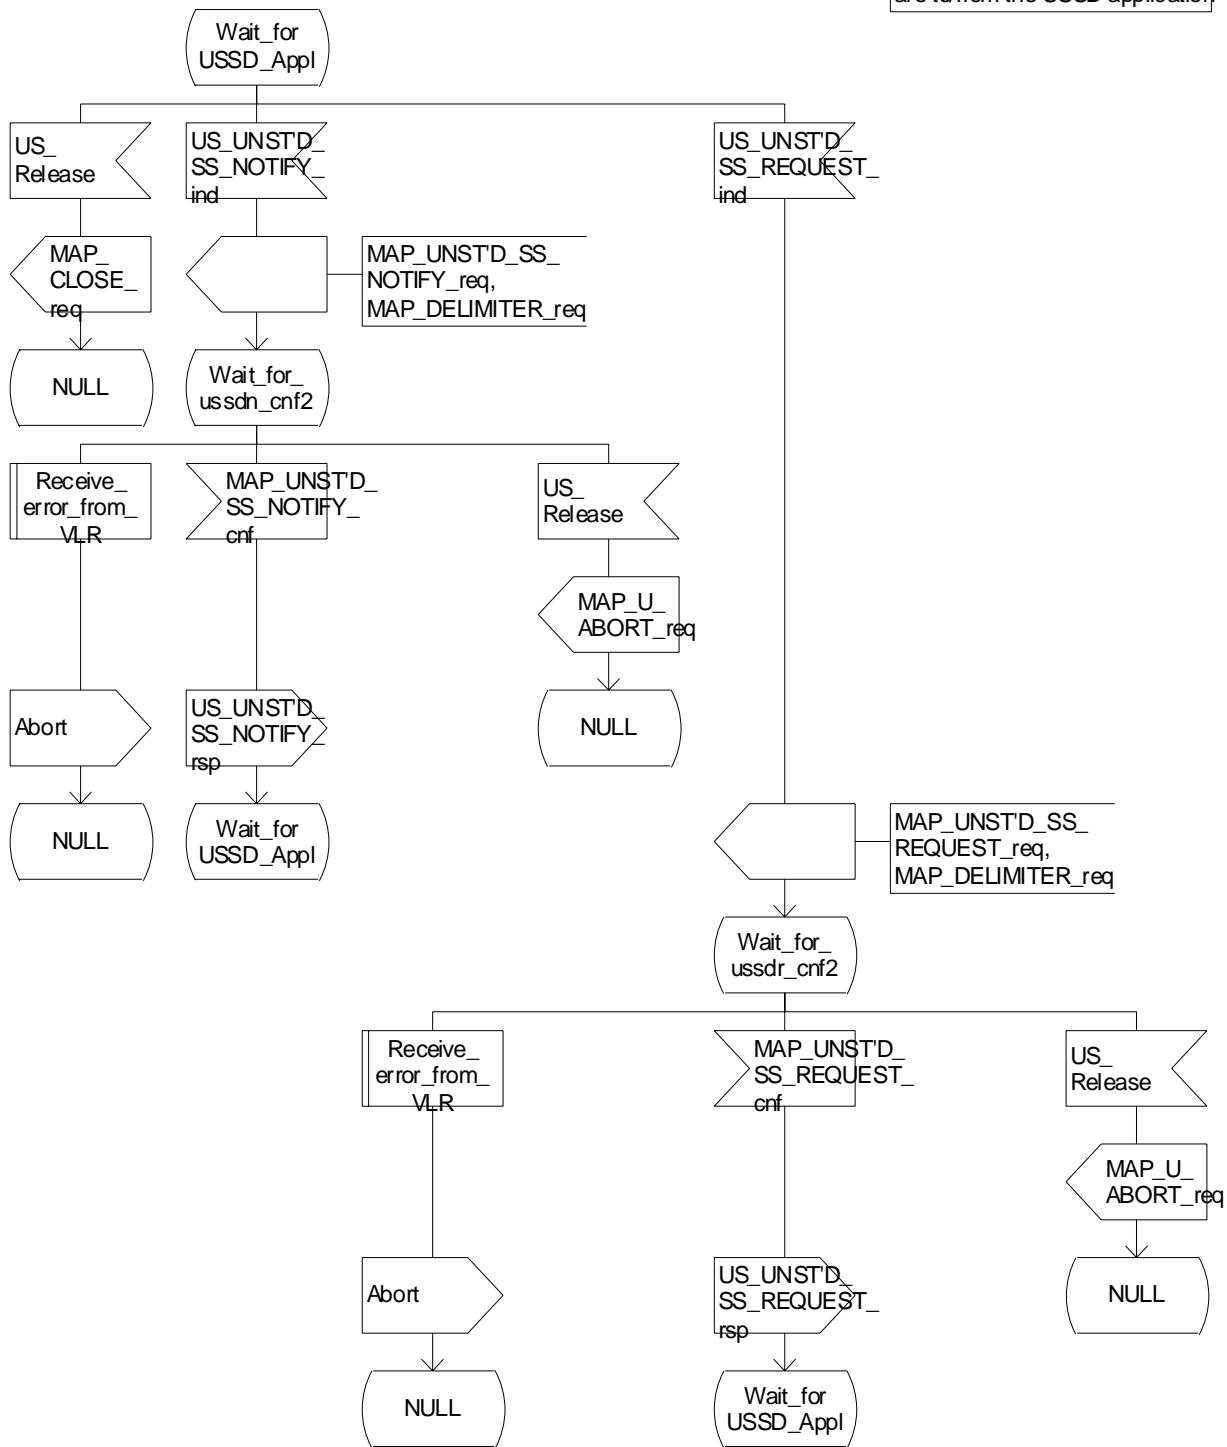 are to/from the USSD application.
Wait_for
USSD_Appl
US_
Release
US_UNST'D_
SS_NOTIFY_
ind
US_UNST'D_
SS_REQUEST_
ind
MAP_
CLOSE_
req
MAP_UNST'D_SS_
NOTIFY_req,
MAP_DELIMITER_req
NULL
Wait_for_
ussdn_cnf2
Receive_
error_from_
VLR
MAP_UNST'D_
SS_NOTIFY_
cnf
US_
Release
MAP_U_
ABORT_req
Abort
US_UNST'D_
SS_NOTIFY_
rsp
NULL
NULL
Wait_for
USSD_Appl
MAP_UNST'D_SS_
REQUEST_req,
MAP_DELIMITER_req
Wait_for_
ussdr_cnf2
Receive_
error_from_
VLR
MAP_UNST'D_
SS_REQUEST_
cnf
US_
Release
MAP_U_
ABORT_req
Abort
US_UNST'D_
SS_REQUEST_
rsp
NULL
NULL
Wait_for
USSD_Appl